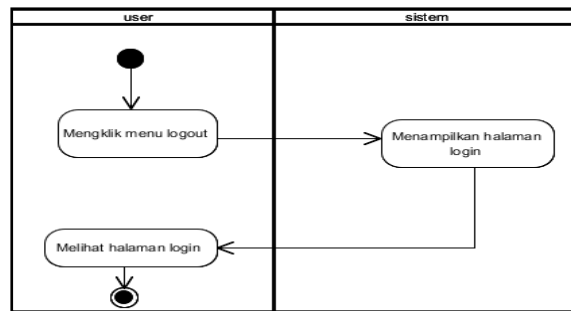 user
sistem
Mengklik menu logout
Menampilkan halaman
login
Melihat halaman login